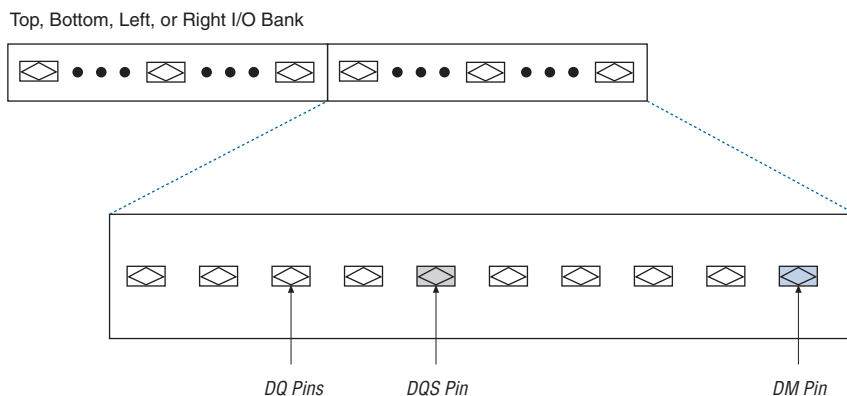 Top, Bottom, Left, or Right I/O Bank
DQ Pins DQS Pin DM Pin